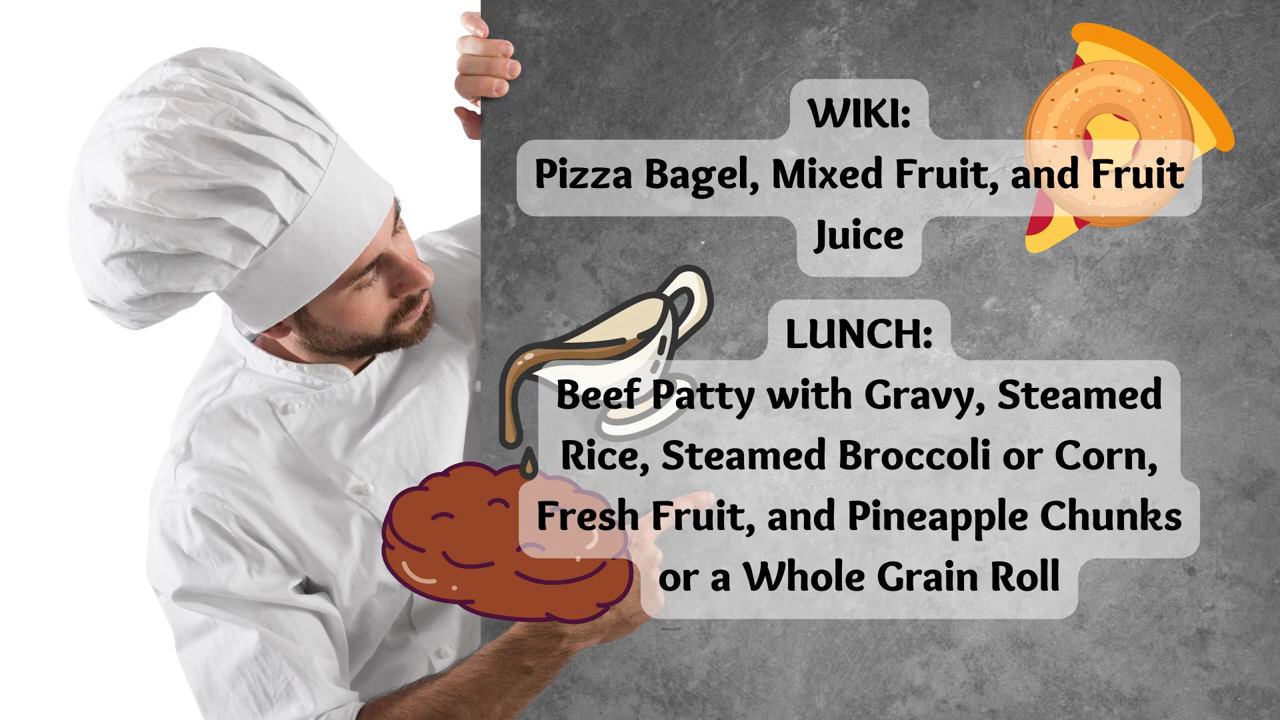 WIKI:
Pizza Bagel, Mixed Fruit, and Fruit
Juice
LUNCH:
Beef Patty with Gravy, Steamed
Rice, Steamed Broccoli or Corn,
Fresh Fruit, and Pineapple Chunks
or a Whole Grain Roll